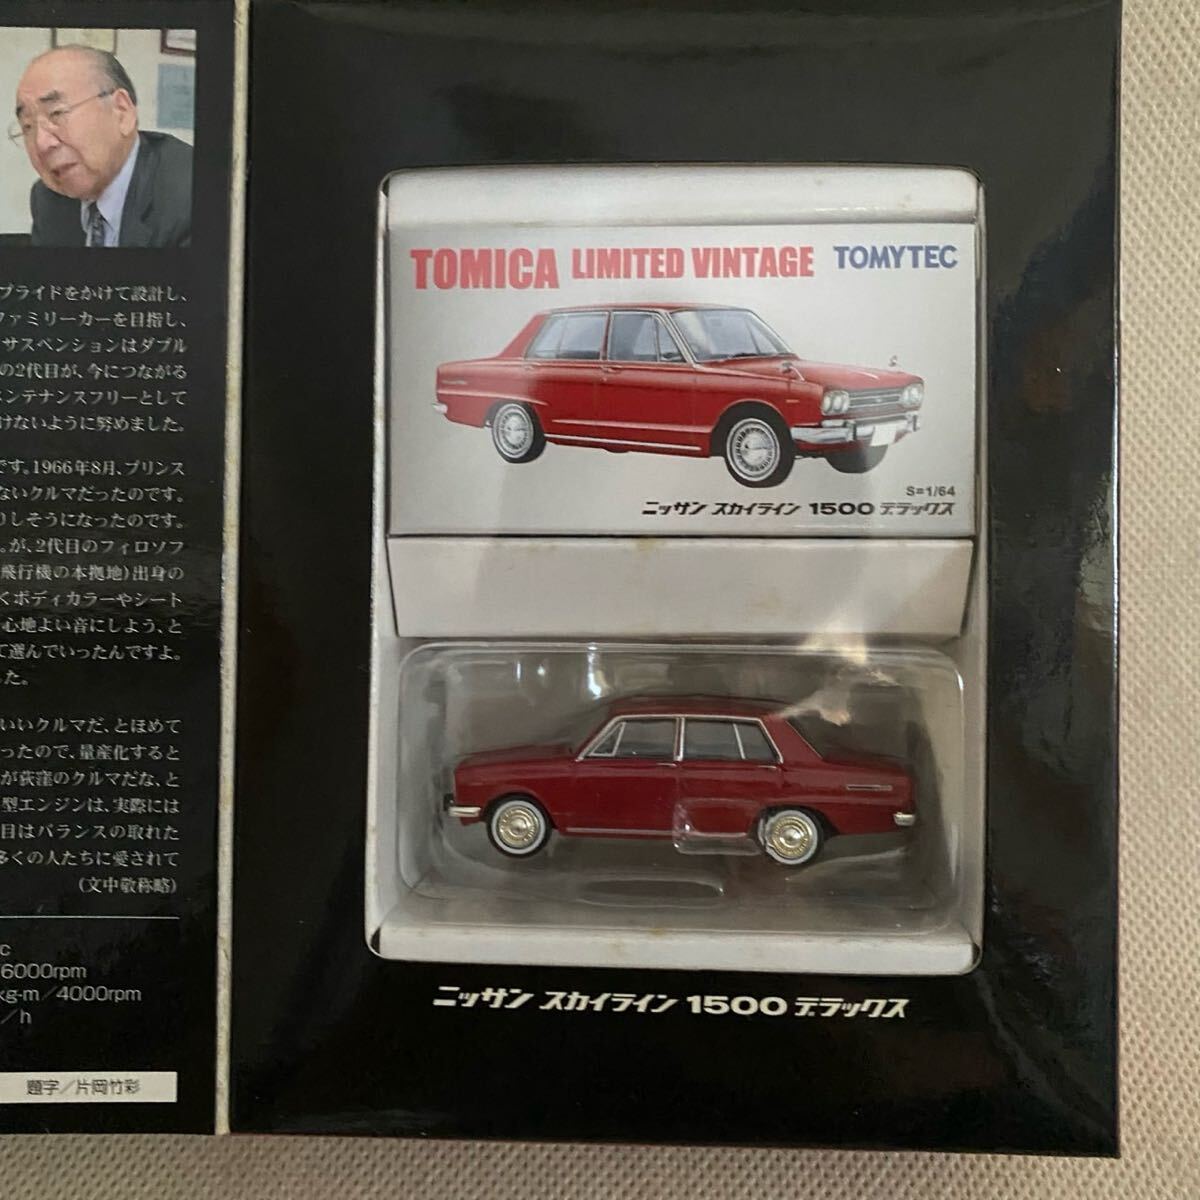 プライドをかけて設計し、
ファミリーカーを目指し、
サスペンションはダブル
の2代目が、今につながる
メンテナンスフリーとして
けないように努めました。
です。1966年8月、プリンス
ないクルマだったのです。
りしそうになったのです。
。が、2代目のフィロソフ
飛行機の本拠地)出身の
くボディカラーやシート
心地よい音にしよう、と
て選んでいったんですよ。
った。
いいクルマだ、とほめて
ったので、量産化すると
が荻窪のクルマだな、と
型エンジンは、実際には
目はバランスの取れた
多くの人たちに愛されて
(文中敬称略)
c
6000rpm
kg-m/4000rpm
/h
題字/片岡竹彩
TOMICA LIMITED VINTAGE TOMYTEC
S=1/64
ニッサン スカイライン 1500 デラックス
ニッサン スカイライン 1500 デラックス